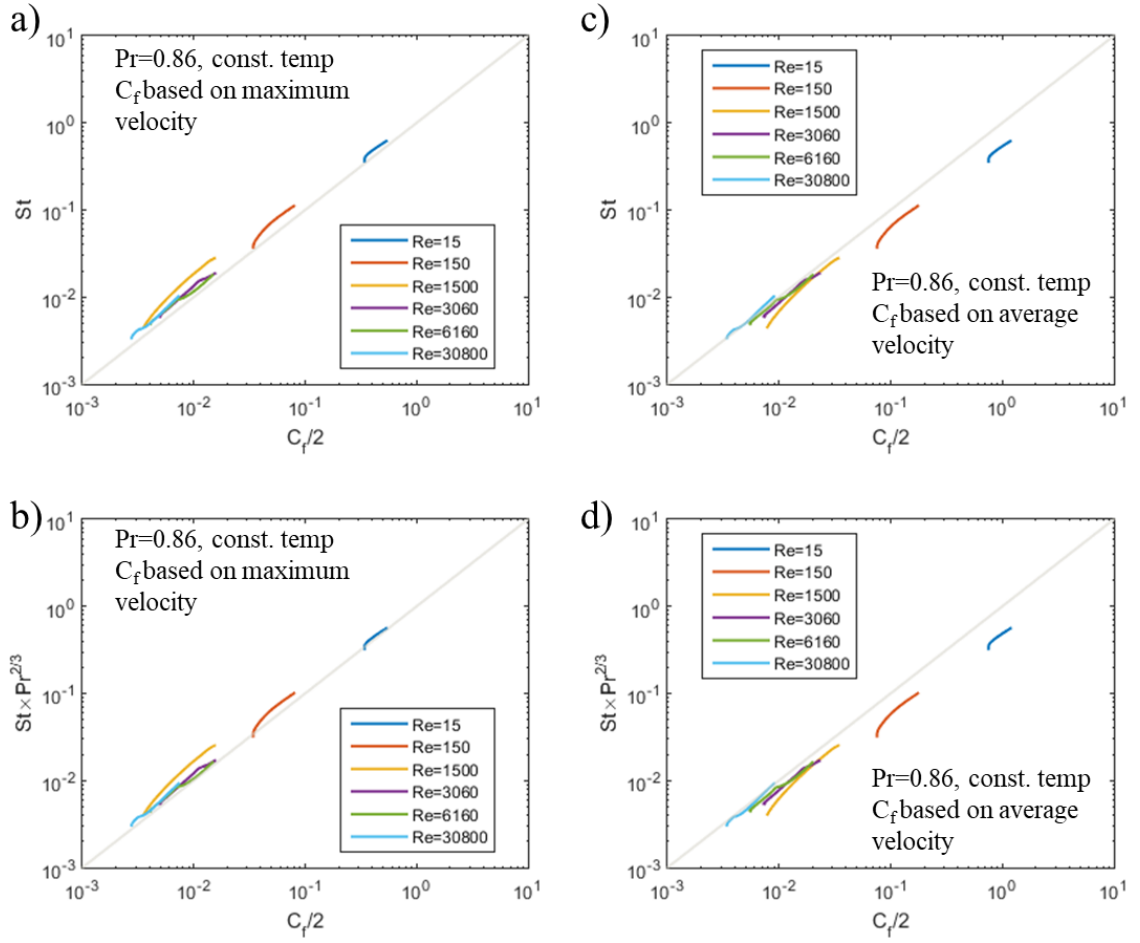 a)
Pr=0.86, const. temp
C_f based on maximum
velocity
10^1
10^0
10^-1
10^-2
10^-3
St
Re=15
Re=150
Re=1500
Re=3060
Re=6160
Re=30800
10^-3 10^-2 10^-1 10^0 10^1
C_f/2
c)
10^1
10^0
10^-1
10^-2
10^-3
St
Re=15
Re=150
Re=1500
Re=3060
Re=6160
Re=30800
Pr=0.86, const. temp
C_f based on average
velocity
10^-3 10^-2 10^-1 10^0 10^1
C_f/2
b)
Pr=0.86, const. temp
C_f based on maximum
velocity
10^1
10^0
10^-1
10^-2
10^-3
St × Pr^2/3
Re=15
Re=150
Re=1500
Re=3060
Re=6160
Re=30800
10^-3 10^-2 10^-1 10^0 10^1
C_f/2
d)
10^1
10^0
10^-1
10^-2
10^-3
St × Pr^2/3
Re=15
Re=150
Re=1500
Re=3060
Re=6160
Re=30800
Pr=0.86, const. temp
C_f based on average
velocity
10^-3 10^-2 10^-1 10^0 10^1
C_f/2